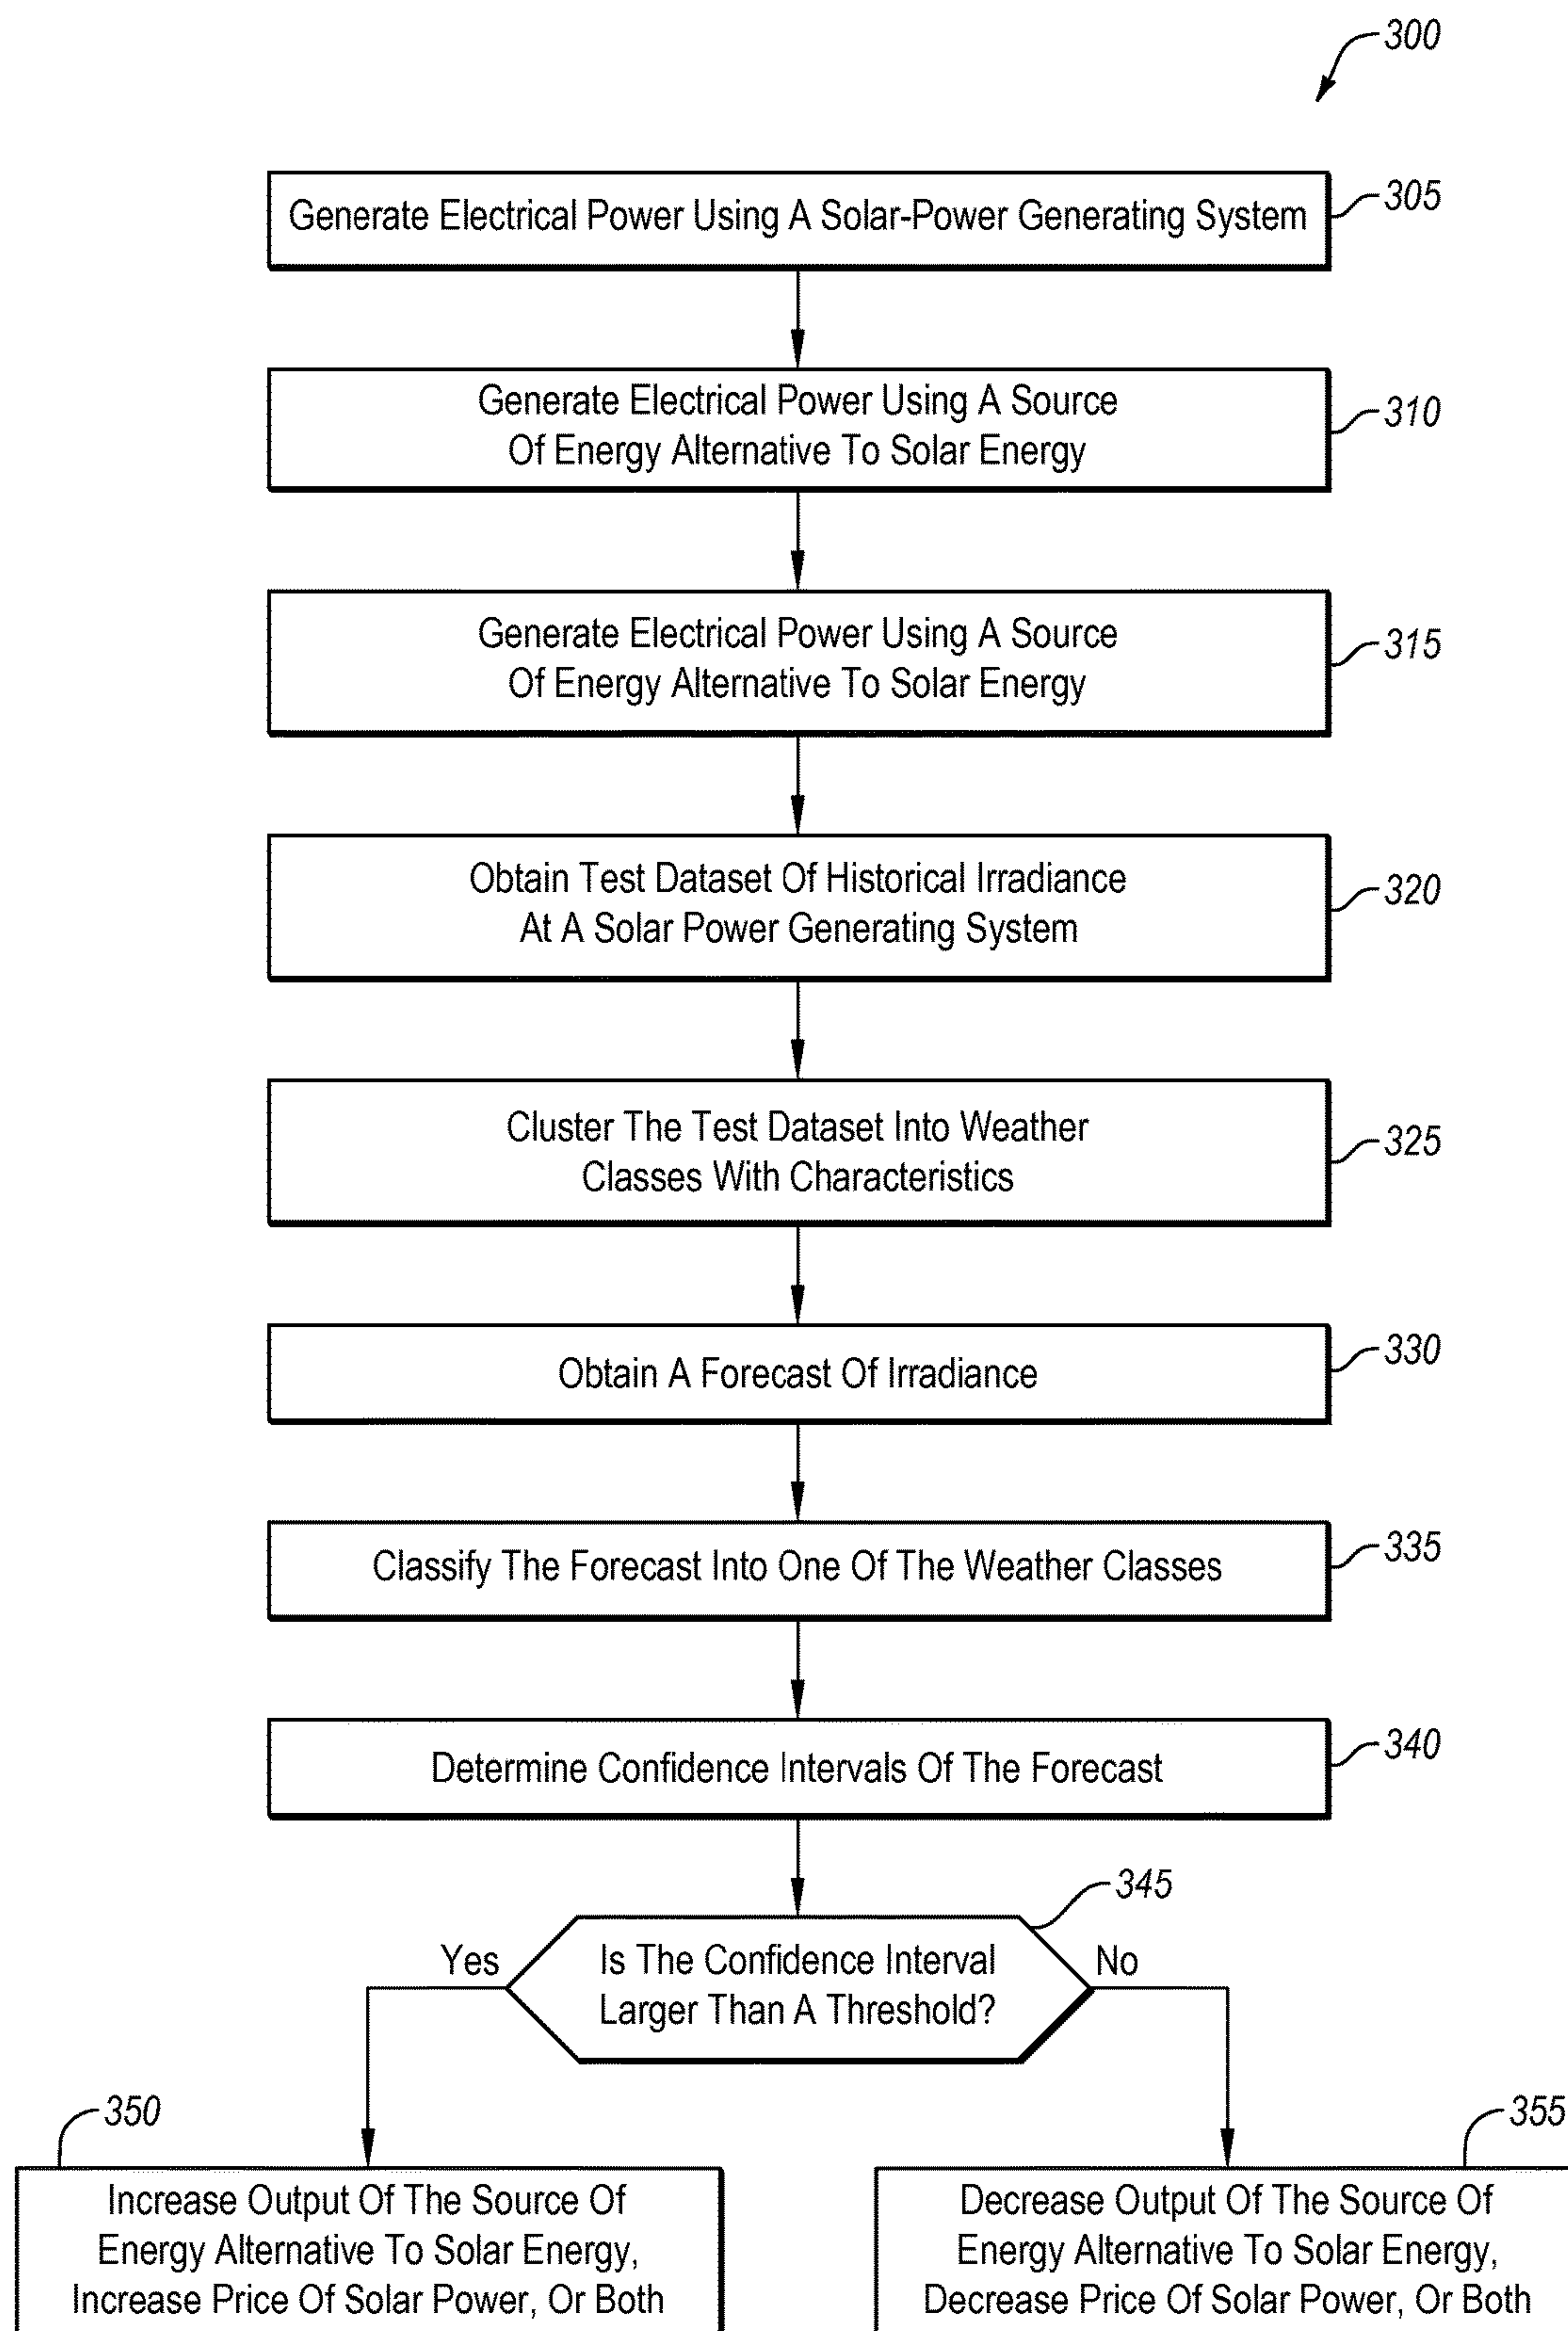 300
Generate Electrical Power Using A Solar-Power Generating System
305
Generate Electrical Power Using A Source
Of Energy Alternative To Solar Energy
310
Generate Electrical Power Using A Source
Of Energy Alternative To Solar Energy
315
Obtain Test Dataset Of Historical Irradiance
At A Solar Power Generating System
320
Cluster The Test Dataset Into Weather
Classes With Characteristics
325
Obtain A Forecast Of Irradiance
330
Classify The Forecast Into One Of The Weather Classes
335
Determine Confidence Intervals Of The Forecast
340
345
Yes
Is The Confidence Interval
Larger Than A Threshold?
No
350
Increase Output Of The Source Of
Energy Alternative To Solar Energy,
Increase Price Of Solar Power, Or Both
355
Decrease Output Of The Source Of
Energy Alternative To Solar Energy,
Decrease Price Of Solar Power, Or Both